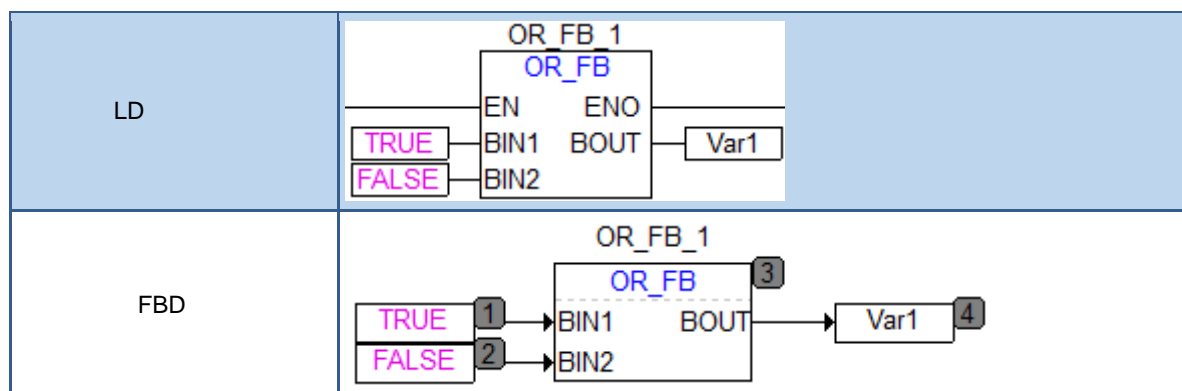 LD
OR_FB_1
OR_FB
EN ENO
TRUE BIN1 BOUT Var1
FALSE BIN2
FBD
OR_FB_1
OR_FB 3
TRUE 1 BIN1 BOUT Var1 4
FALSE 2 BIN2